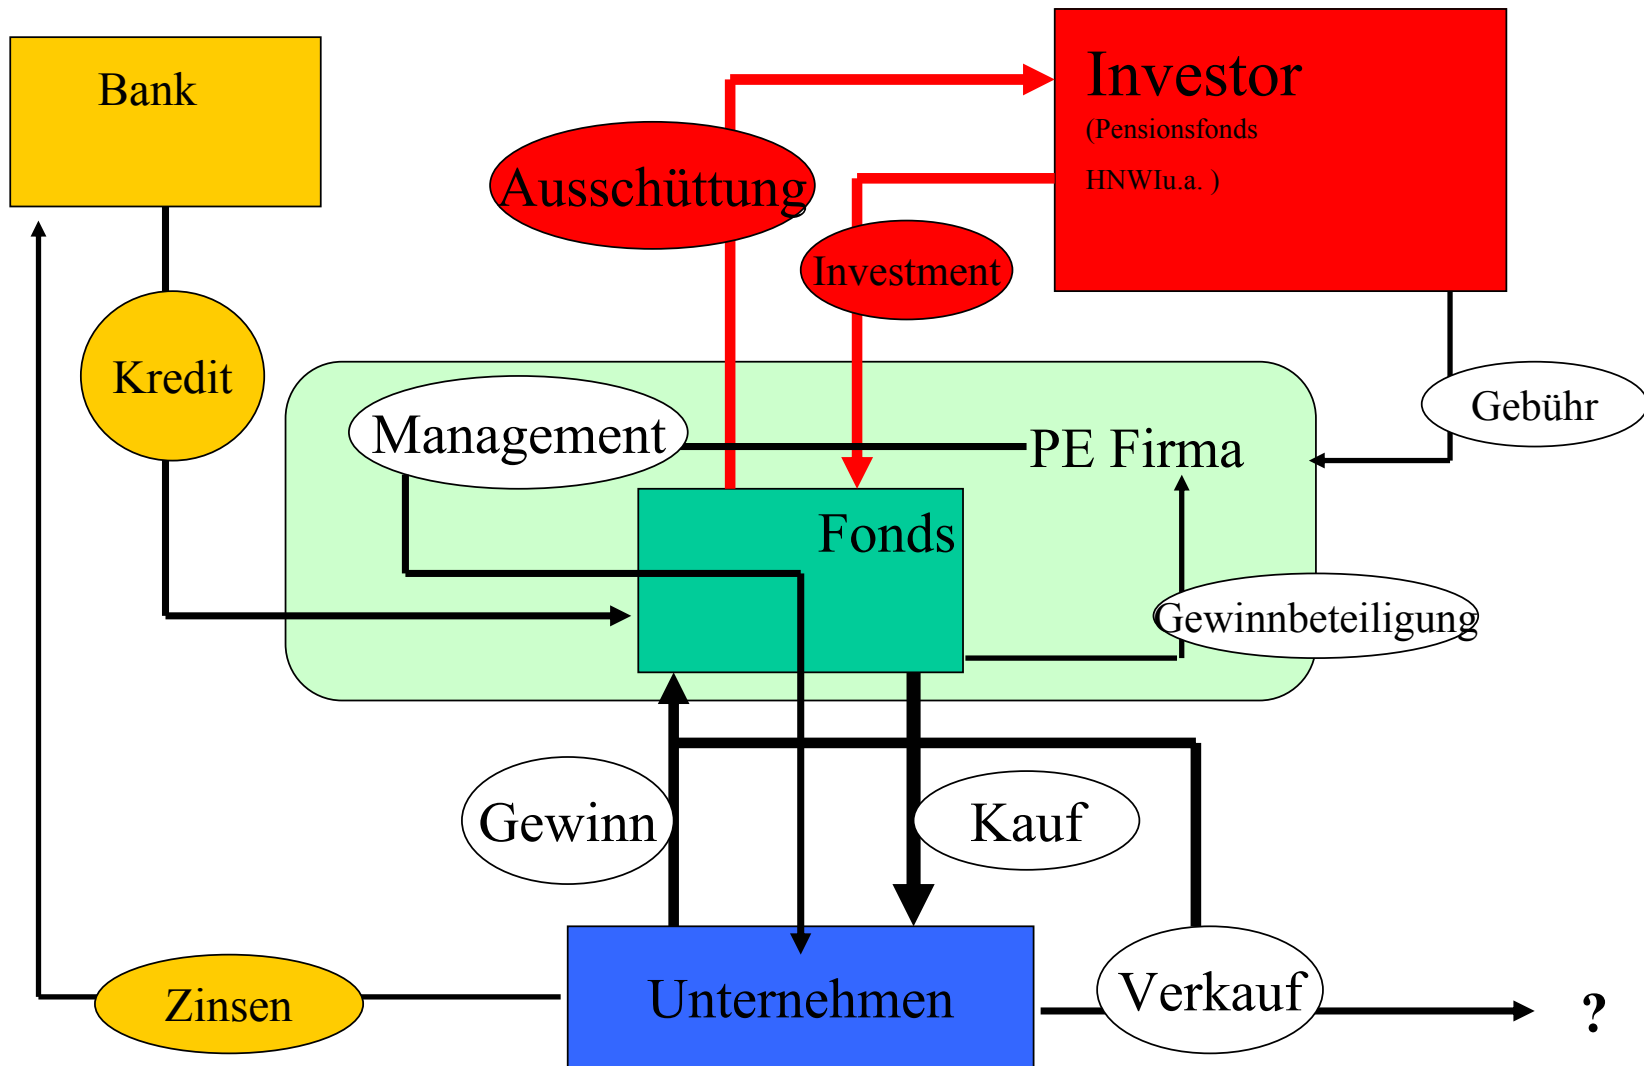 Bank
Investor
(Pensionsfonds
HNWIu.a. )
Ausschüttung
Investment
Kredit
Gebühr
Management
PE Firma
Fonds
Gewinnbeteiligung
Gewinn
Kauf
Zinsen
Unternehmen
Verkauf
?